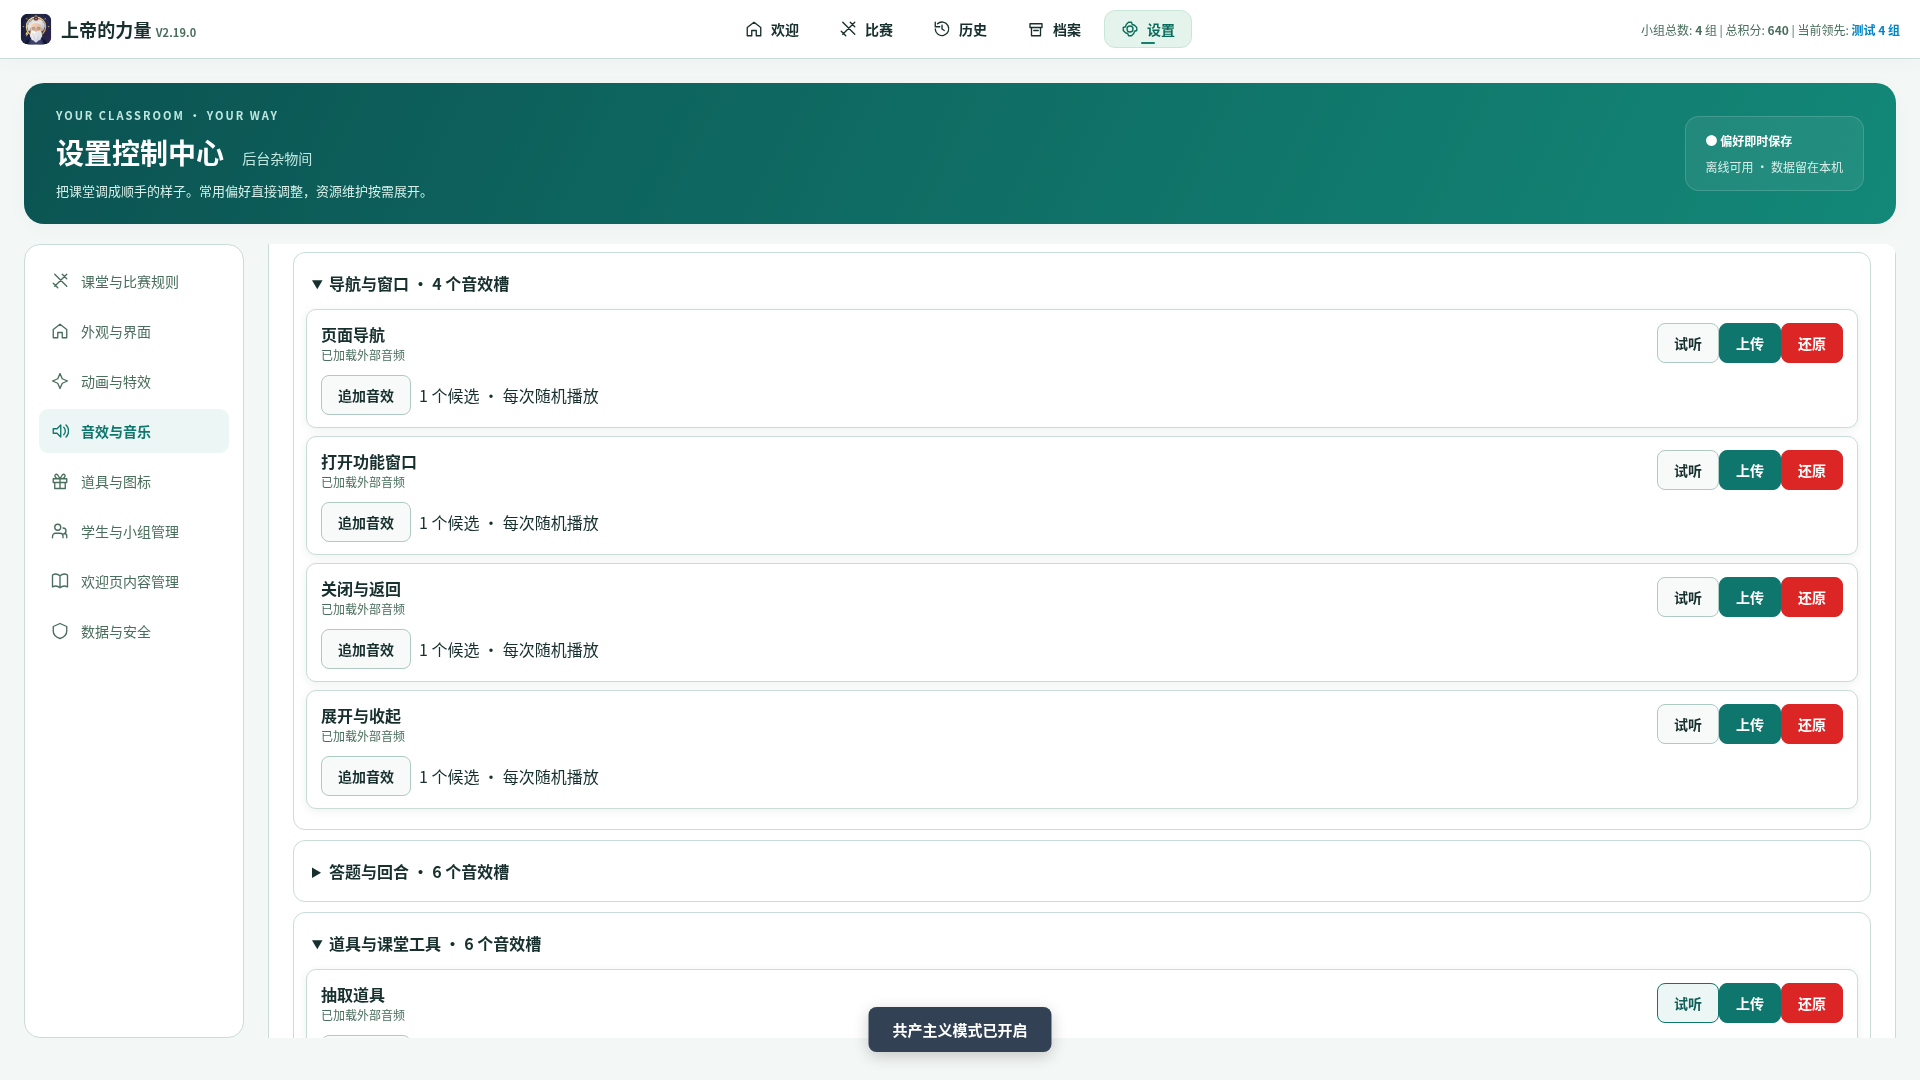 上帝的力量 V2.19.0
欢迎
比赛
历史
档案
设置
小组总数: 4 组 | 总积分: 640 | 当前领先: 测试 4 组
YOUR CLASSROOM · YOUR WAY
设置控制中心 后台杂物间
把课堂调成顺手的样子。常用偏好直接调整，资源维护按需展开。
偏好即时保存
离线可用 · 数据留在本机
课堂与比赛规则
外观与界面
动画与特效
音效与音乐
道具与图标
学生与小组管理
欢迎页内容管理
数据与安全
导航与窗口 · 4 个音效槽
页面导航
已加载外部音频
试听 上传 还原
追加音效 1 个候选 · 每次随机播放
打开功能窗口
已加载外部音频
试听 上传 还原
追加音效 1 个候选 · 每次随机播放
关闭与返回
已加载外部音频
试听 上传 还原
追加音效 1 个候选 · 每次随机播放
展开与收起
已加载外部音频
试听 上传 还原
追加音效 1 个候选 · 每次随机播放
答题与回合 · 6 个音效槽
道具与课堂工具 · 6 个音效槽
抽取道具
已加载外部音频
试听 上传 还原
共产主义模式已开启